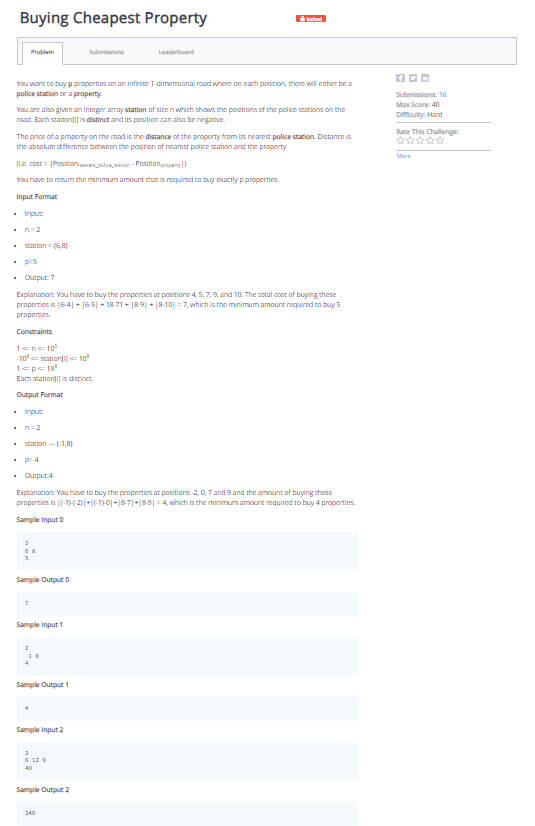 Buying Cheapest Property
locked
Problem
Submissions
Leaderboard
You want to buy p properties on an infinite 1-dimensional road where on each position, there will either be a
police station or a property.
You are also given an integer array station of size n which shows the positions of the police stations on the
road. Each station[i] is distinct and its position can also be negative.
The price of a property on the road is the distance of the property from its nearest police station. Distance is
the absolute difference between the position of nearest police station and the property
(i.e. cost = |Positionnearest_police_station - Positionproperty|)
You have to return the minimum amount that is required to buy exactly p properties.
Input Format
• Input:
• n = 2
• station = {6,8}
• p=5
• Output: 7
Explanation: You have to buy the properties at positions 4, 5, 7, 9, and 10. The total cost of buying these
properties is |6-4| + |6-5| + 18-71 + |8-9| + |8-10| = 7, which is the minimum amount required to buy 5
properties.
Constraints
1 <= n <= 10^5
-10^8 <= station[i] <= 10^8
1 <= p <= 10^8
Each station[i] is distinct.
Output Format
• Input:
• n = 2
• station — {-1,8}
• p= 4
• Output:4
Explanation: You have to buy the properties at positions -2, 0, 7 and 9 and the amount of buying these
properties is |(-1)-(-2)|+|(-1)-0|+|8-7|+|8-9| = 4, which is the minimum amount required to buy 4 properties.
Sample Input 0
2
6 8
5
Sample Output 0
7
Sample Input 1
2
-1 8
4
Sample Output 1
4
Sample Input 2
3
6 12 9
40
Sample Output 2
346
Submissions: 16
Max Score: 40
Difficulty: Hard
Rate This Challenge:
More